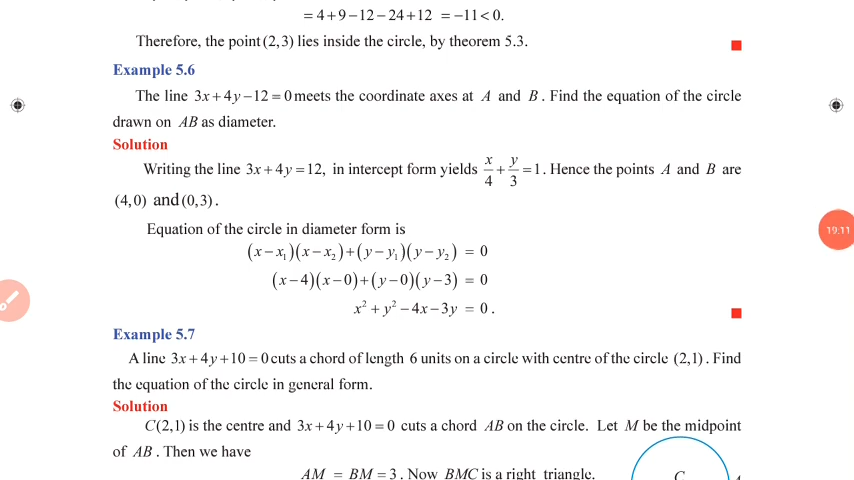 = 4+9−12−24+12 = −11 < 0.
Therefore, the point (2,3) lies inside the circle, by theorem 5.3.
Example 5.6
The line 3x+4y−12 = 0 meets the coordinate axes at A and B. Find the equation of the circle
drawn on AB as diameter.
Solution
Writing the line 3x+4y = 12, in intercept form yields x/4 + y/3 = 1. Hence the points A and B are
(4,0) and (0,3).
Equation of the circle in diameter form is
(x−x₁)(x−x₂)+(y−y₁)(y−y₂) = 0
(x−4)(x−0)+(y−0)(y−3) = 0
x²+y²−4x−3y = 0.
19:11
Example 5.7
A line 3x+4y+10 = 0 cuts a chord of length 6 units on a circle with centre of the circle (2,1). Find
the equation of the circle in general form.
Solution
C(2,1) is the centre and 3x+4y+10 = 0 cuts a chord AB on the circle. Let M be the midpoint
of AB. Then we have
AM = BM = 3. Now BMC is a right triangle.
C